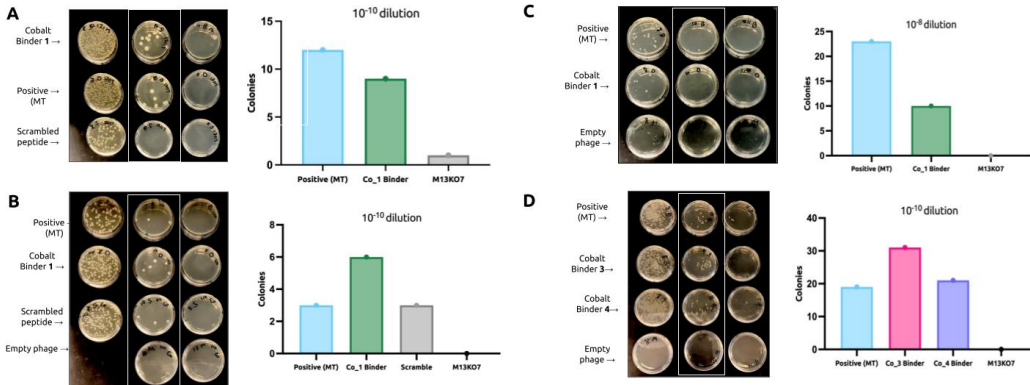 A
Cobalt
Binder 1 →
Positive →
(MT
Scrambled
peptide →
10-10 dilution
Colonies
15
10
5
0
Positive (MT)
Co_1 Binder
M13KO7
B
Positive
(MT)
Cobalt
Binder 1 →
Scrambled
peptide →
Empty phage→
10-10 dilution
Colonies
8
6
4
2
0
Positive (MT)
Co_1 Binder
Scramble
M13KO7
C
Positive
(MT) →
Cobalt
Binder 1→
Empty
phage →
10-8 dilution
Colonies
25
20
15
10
5
0
Positive (MT)
Co_1 Binder
M13KO7
D
Positive
(MT) →
Cobalt
Binder 3→
Cobalt
Binder 4→
Empty
phage →
10-10 dilution
Colonies
40
30
20
10
0
Positive (MT)
Co_3 Binder
Co_4 Binder
M13KO7